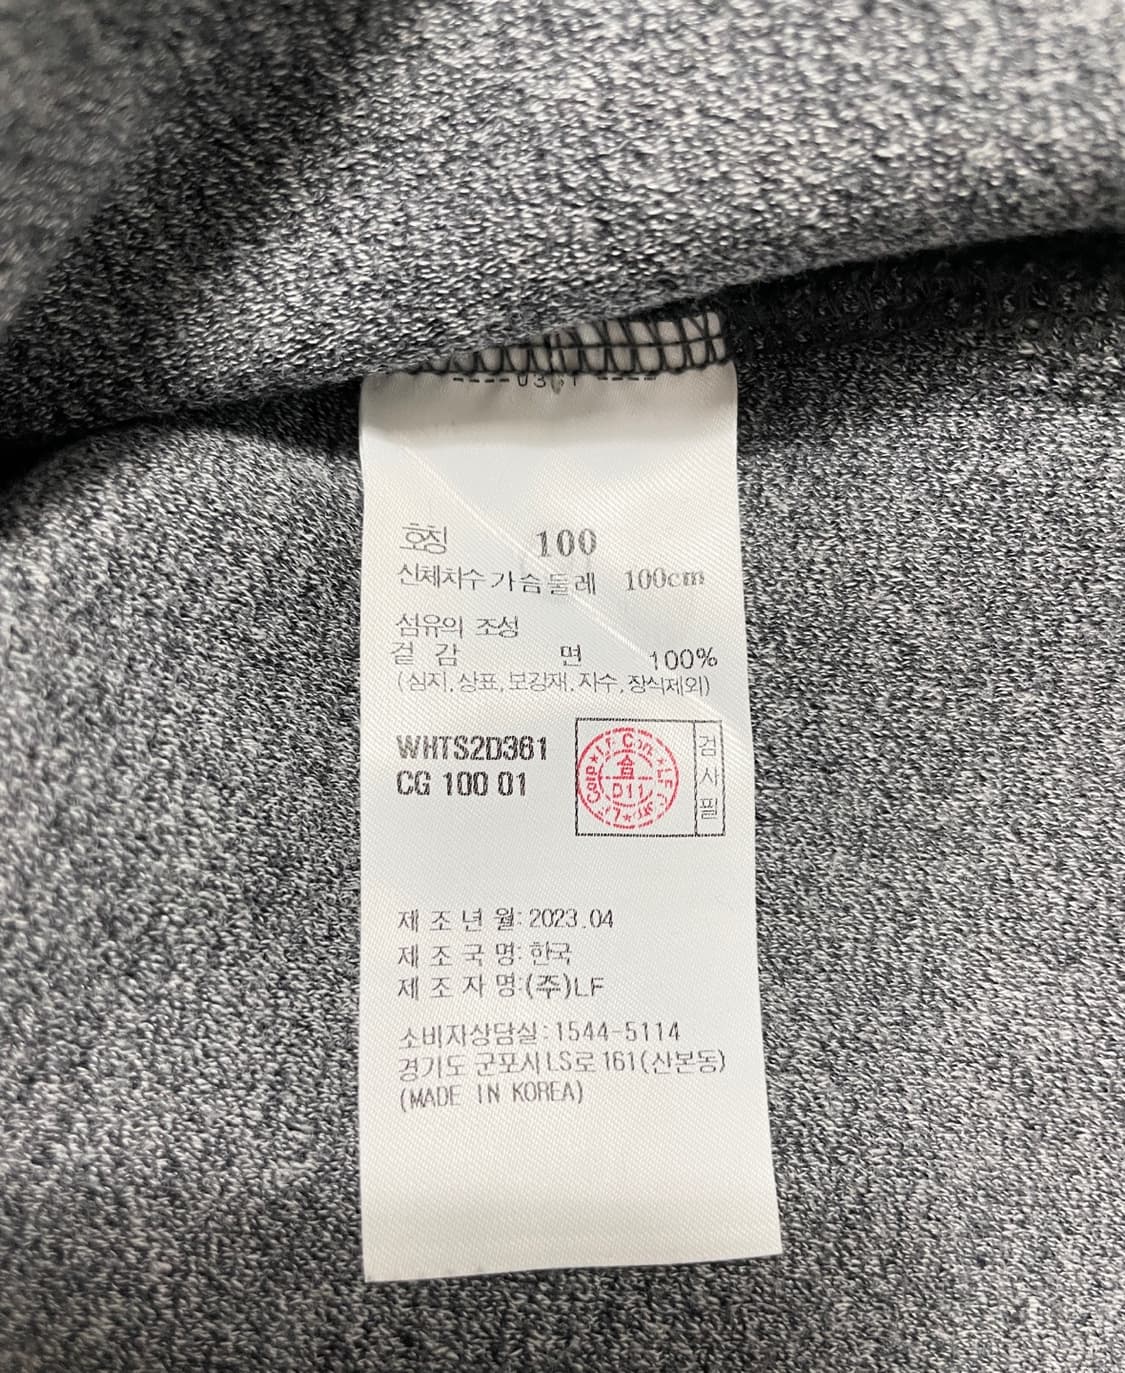 호칭 100
신체치수 가슴둘레 100cm
섬유의 조성
겉 감 면 100%
(심지,상표,보강재,자수,장식제외)
WHTS2D361
CG 100 01
合
D11
검사필
제 조 년 월: 2023.04
제 조 국 명: 한국
제 조 자 명:(주)LF
소비자상담실:1544-5114
경기도 군포시 LS로 161(산본동)
(MADE IN KOREA)